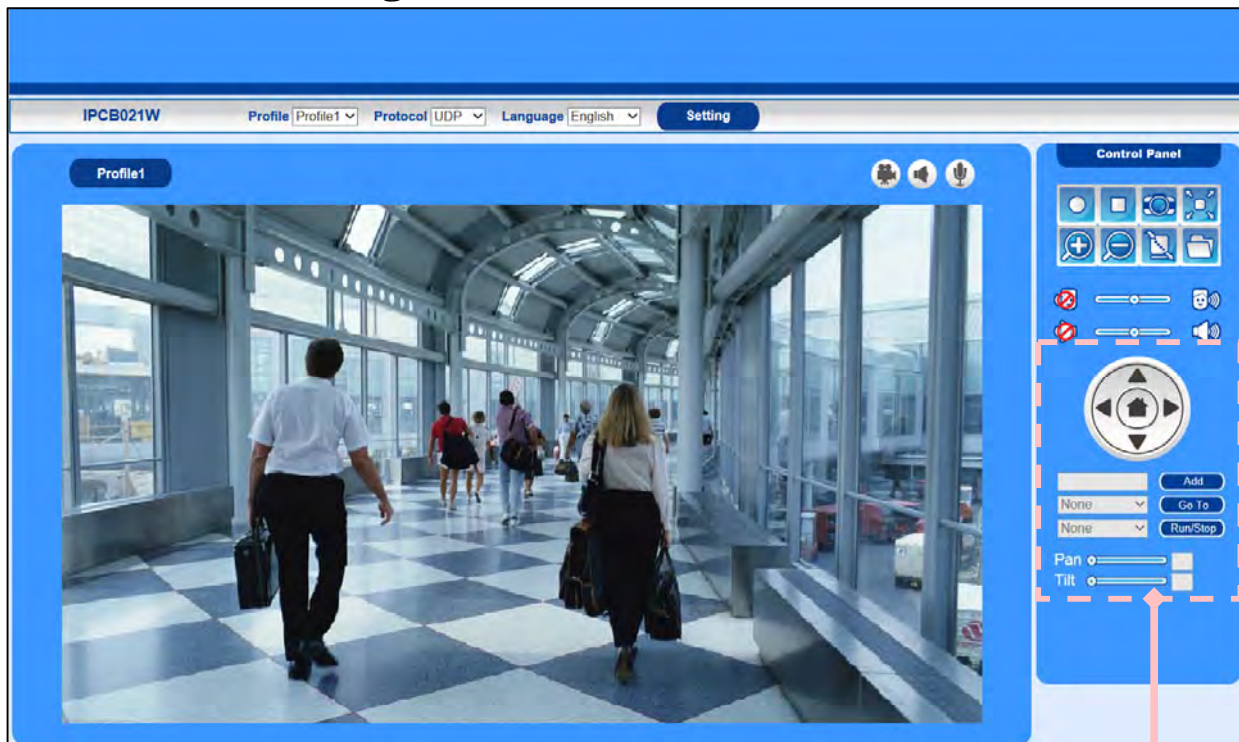 IPCB021W Profile Profile1 Protocol UDP Language English Setting
Profile1
Control Panel
Add
None Go To
None Run/Stop
Pan
Tilt